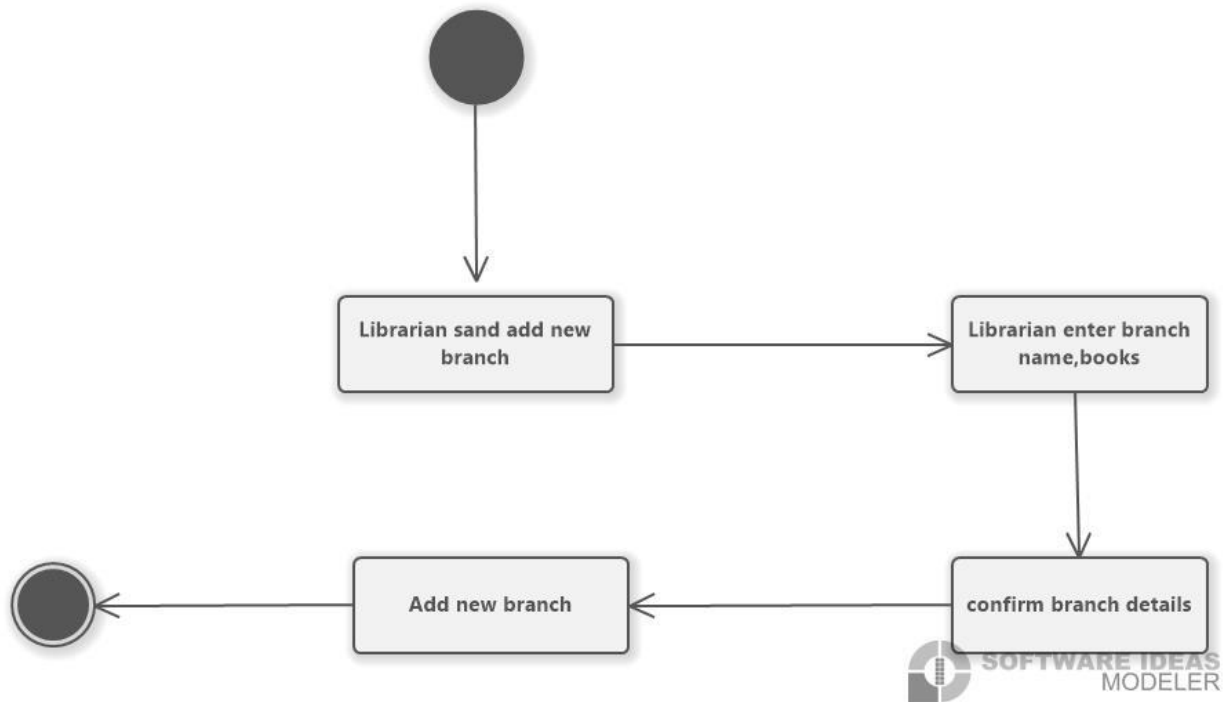 Librarian sand add new
branch
Librarian enter branch
name,books
Add new branch
confirm branch details
SOFTWARE IDEAS
MODELER